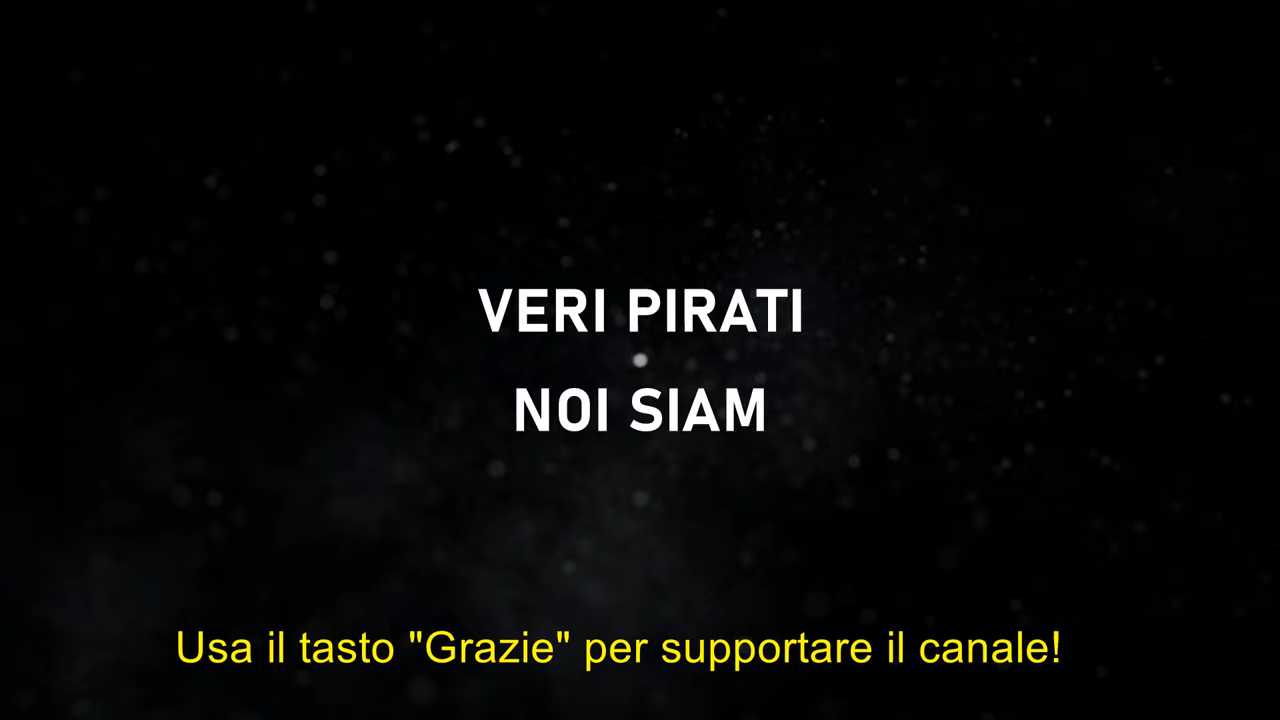 VERI PIRATI
NOI SIAM
Usa il tasto "Grazie" per supportare il canale!